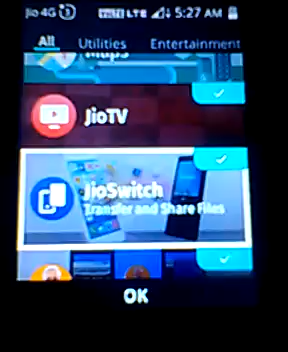 Jio 4G 5:27 AM
VoLTE LTE
All Utilities Entertainment
Maps
JioTV
JioSwitch
Transfer and Share Files
OK